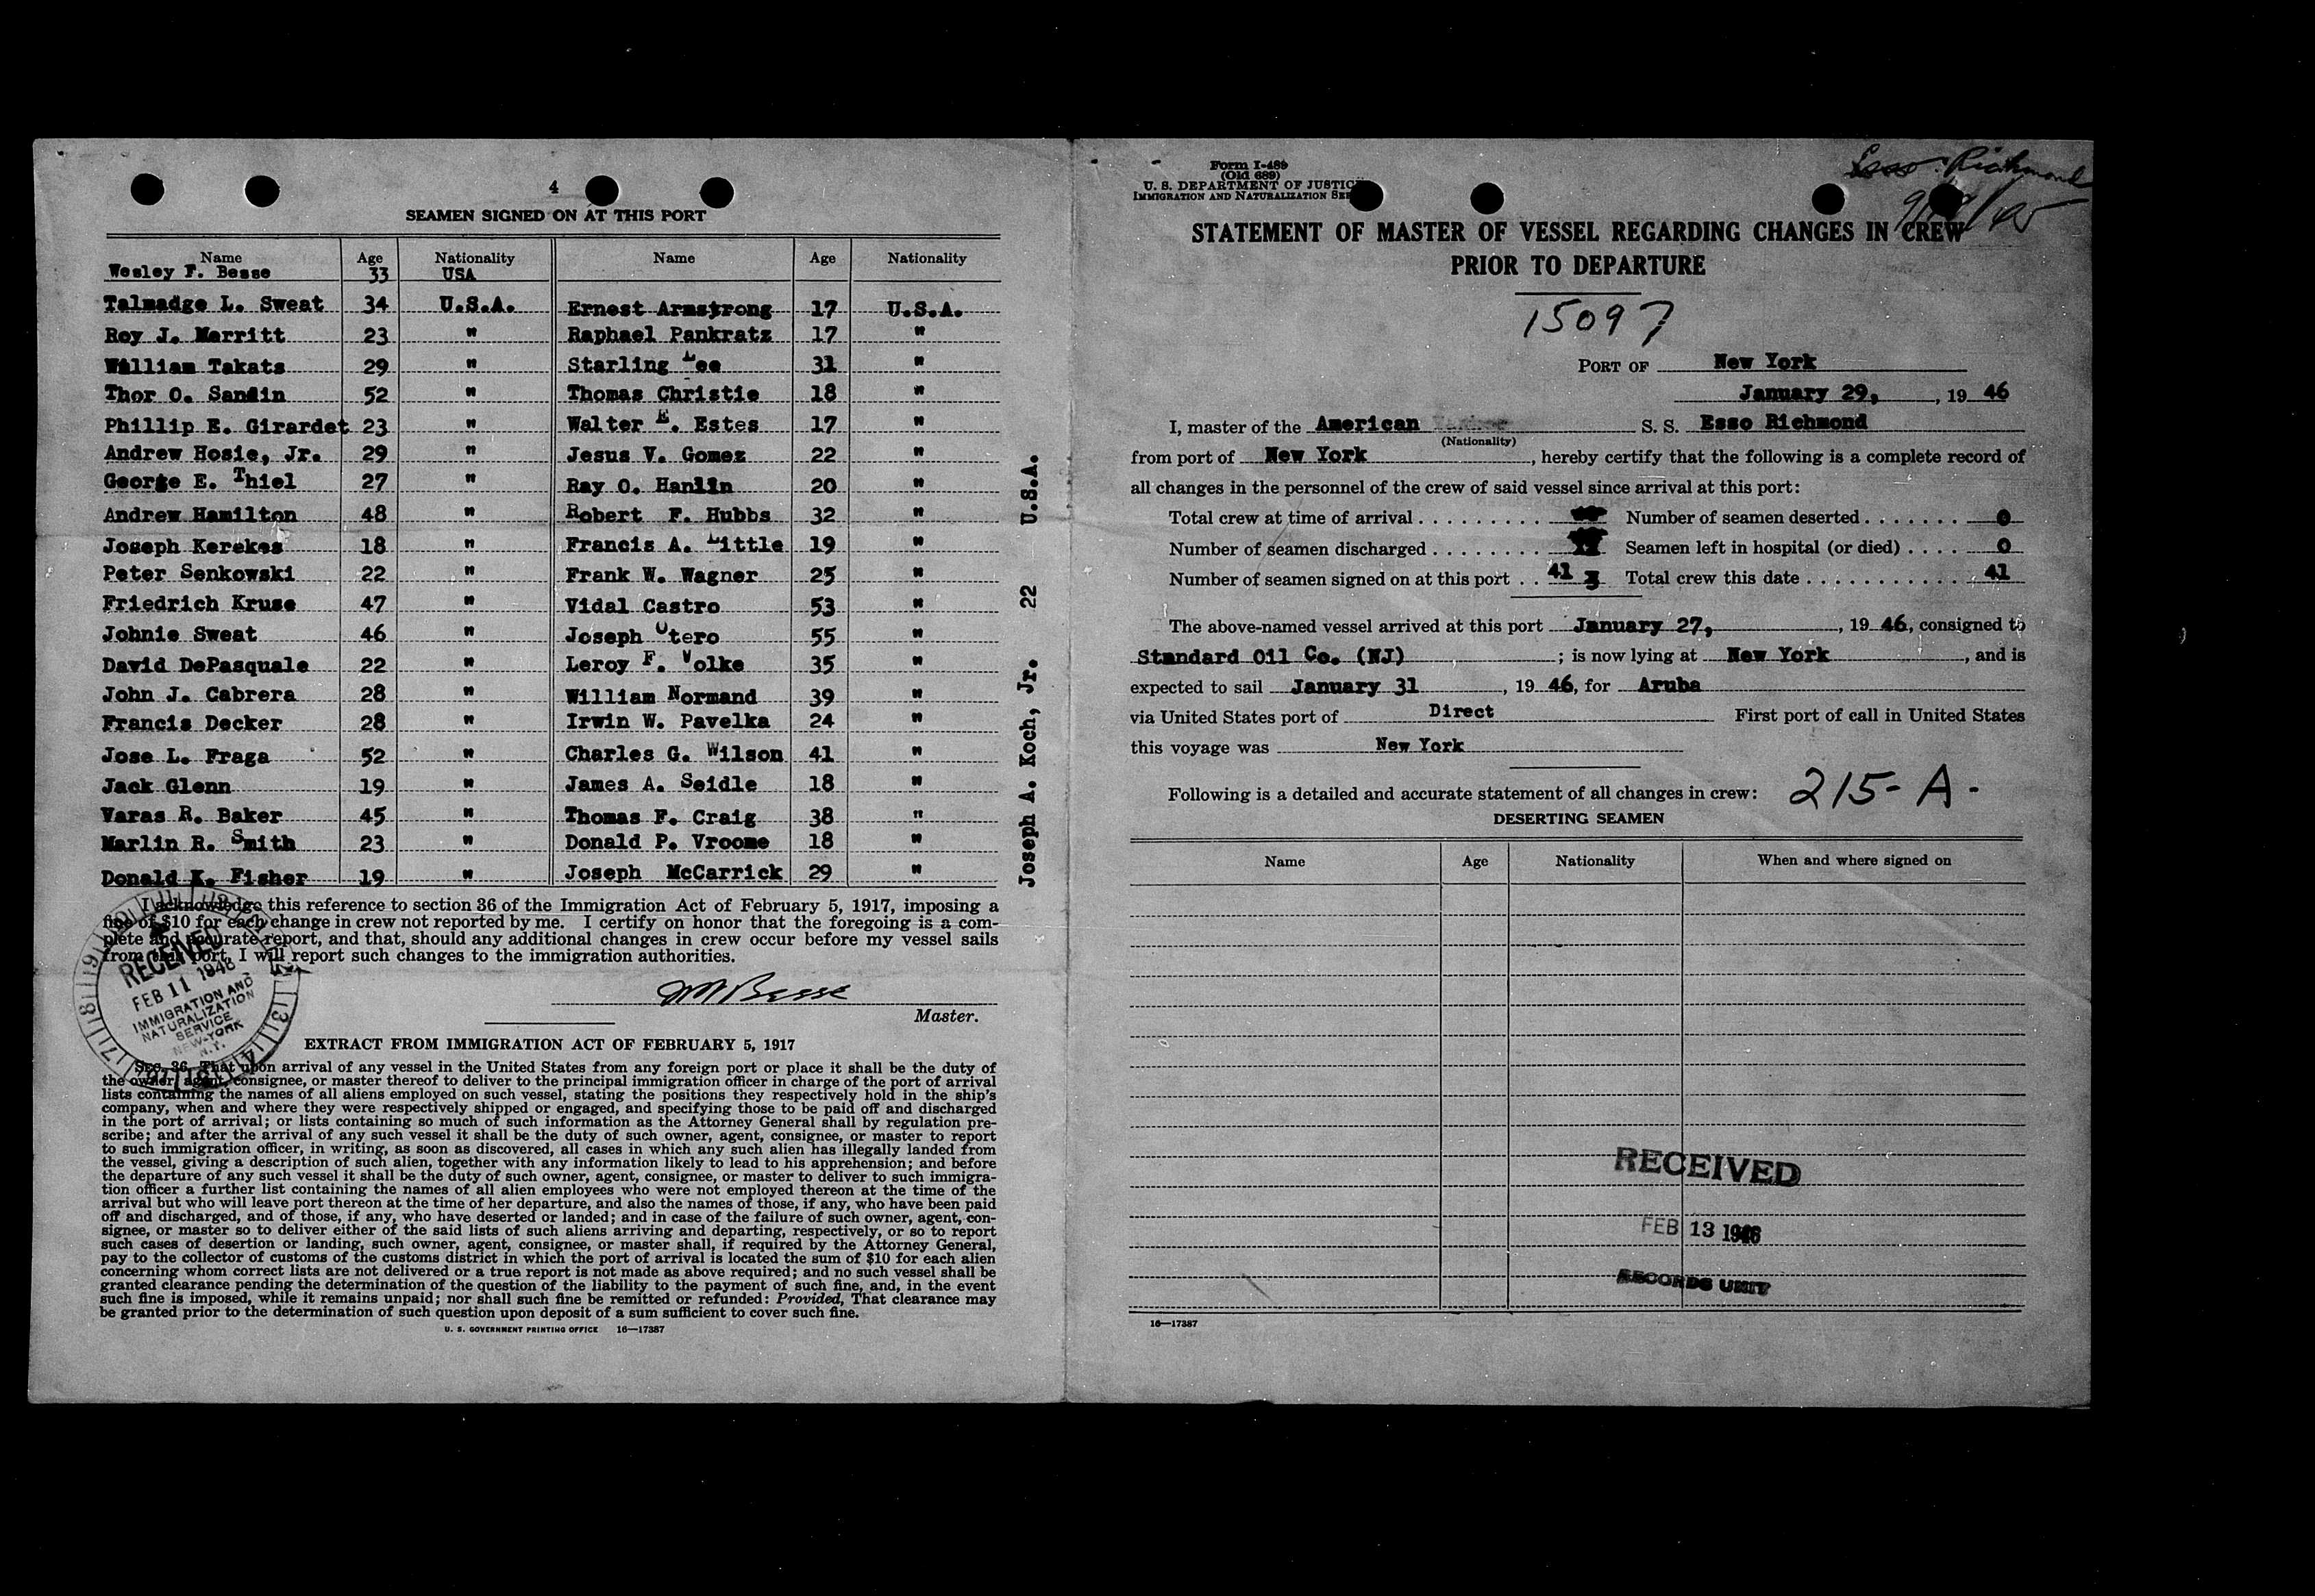 4
SEAMEN SIGNED ON AT THIS PORT
Name Age Nationality Name Age Nationality
Wesley F. Besse 33 USA
Talmadge L. Sweat 34 U.S.A. Ernest Armstrong 17 U.S.A.
Roy J. Merritt 23 " Raphael Pankratz 17 "
William Takats 29 " Starling Lee 31 "
Thor O. Sandin 52 " Thomas Christie 18 "
Phillip E. Girardet 23 " Walter E. Estes 17 "
Andrew Hosie, Jr. 29 " Jesus V. Gomez 22 "
George E. Thiel 27 " Ray O. Hanlin 20 "
Andrew Hamilton 48 " Robert F. Hubbs 32 "
Joseph Kerekes 18 " Francis A. Little 19 "
Peter Senkowski 22 " Frank W. Wagner 25 "
Friedrich Kruse 47 " Vidal Castro 53 "
Johnie Sweat 46 " Joseph Otero 55 "
David DePasquale 22 " Leroy F. Wolke 35 "
John J. Cabrera 28 " William Normand 39 "
Francis Decker 28 " Irwin W. Pavelka 24 "
Jose L. Fraga 52 " Charles G. Wilson 41 "
Jack Glenn 19 " James A. Seidle 18 "
Varas R. Baker 45 " Thomas F. Craig 38 "
Marlin R. Smith 23 " Donald P. Vroome 18 "
Donald K. Fisher 19 " Joseph McCarrick 29 "
Joseph A. Koch, Jr. 22 U.S.A.
I acknowledge this reference to section 36 of the Immigration Act of February 5, 1917, imposing a
fine of $10 for each change in crew not reported by me. I certify on honor that the foregoing is a com-
plete and accurate report, and that, should any additional changes in crew occur before my vessel sails
from this port, I will report such changes to the immigration authorities.
RECEIVED
FEB 11 1946
IMMIGRATION AND
NATURALIZATION
SERVICE
NEW YORK
N.Y.
Besse
Master.
EXTRACT FROM IMMIGRATION ACT OF FEBRUARY 5, 1917
SEC. 36. That upon arrival of any vessel in the United States from any foreign port or place it shall be the duty of
the owner, agent, consignee, or master thereof to deliver to the principal immigration officer in charge of the port of arrival
lists containing the names of all aliens employed on such vessel, stating the positions they respectively hold in the ship's
company, when and where they were respectively shipped or engaged, and specifying those to be paid off and discharged
in the port of arrival; or lists containing so much of such information as the Attorney General shall by regulation pre-
scribe; and after the arrival of any such vessel it shall be the duty of such owner, agent, consignee, or master to report
to such immigration officer, in writing, as soon as discovered, all cases in which any such alien has illegally landed from
the vessel, giving a description of such alien, together with any information likely to lead to his apprehension; and before
the departure of any such vessel it shall be the duty of such owner, agent, consignee, or master to deliver to such immigra-
tion officer a further list containing the names of all alien employees who were not employed thereon at the time of the
arrival but who will leave port thereon at the time of her departure, and also the names of those, if any, who have been paid
off and discharged, and of those, if any, who have deserted or landed; and in case of the failure of such owner, agent, con-
signee, or master so to deliver either of the said lists of such aliens arriving and departing, respectively, or so to report
such cases of desertion or landing, such owner, agent, consignee, or master shall, if required by the Attorney General,
pay to the collector of customs of the customs district in which the port of arrival is located the sum of $10 for each alien
concerning whom correct lists are not delivered or a true report is not made as above required; and no such vessel shall be
granted clearance pending the determination of the question of the liability to the payment of such fine, and, in the event
such fine is imposed, while it remains unpaid; nor shall such fine be remitted or refunded: Provided, That clearance may
be granted prior to the determination of such question upon deposit of a sum sufficient to cover such fine.
U. S. GOVERNMENT PRINTING OFFICE 16—17387
Form I-489
(Old 689)
U. S. DEPARTMENT OF JUSTICE
IMMIGRATION AND NATURALIZATION SER
Esso Richmond
STATEMENT OF MASTER OF VESSEL REGARDING CHANGES IN CREW
PRIOR TO DEPARTURE
15097
PORT OF New York
January 29, , 19 46
I, master of the American S. S. Esso Richmond
(Nationality)
from port of New York , hereby certify that the following is a complete record of
all changes in the personnel of the crew of said vessel since arrival at this port:
Total crew at time of arrival Number of seamen deserted 0
Number of seamen discharged Seamen left in hospital (or died) 0
Number of seamen signed on at this port 41 Total crew this date 41
The above-named vessel arrived at this port January 27, , 19 46, consigned to
Standard Oil Co. (NJ) ; is now lying at New York , and is
expected to sail January 31 , 19 46, for Aruba
via United States port of Direct First port of call in United States
this voyage was New York
Following is a detailed and accurate statement of all changes in crew: 215-A-
DESERTING SEAMEN
Name Age Nationality When and where signed on
RECEIVED
FEB 13 1946
RECORDS UNIT
16—17387